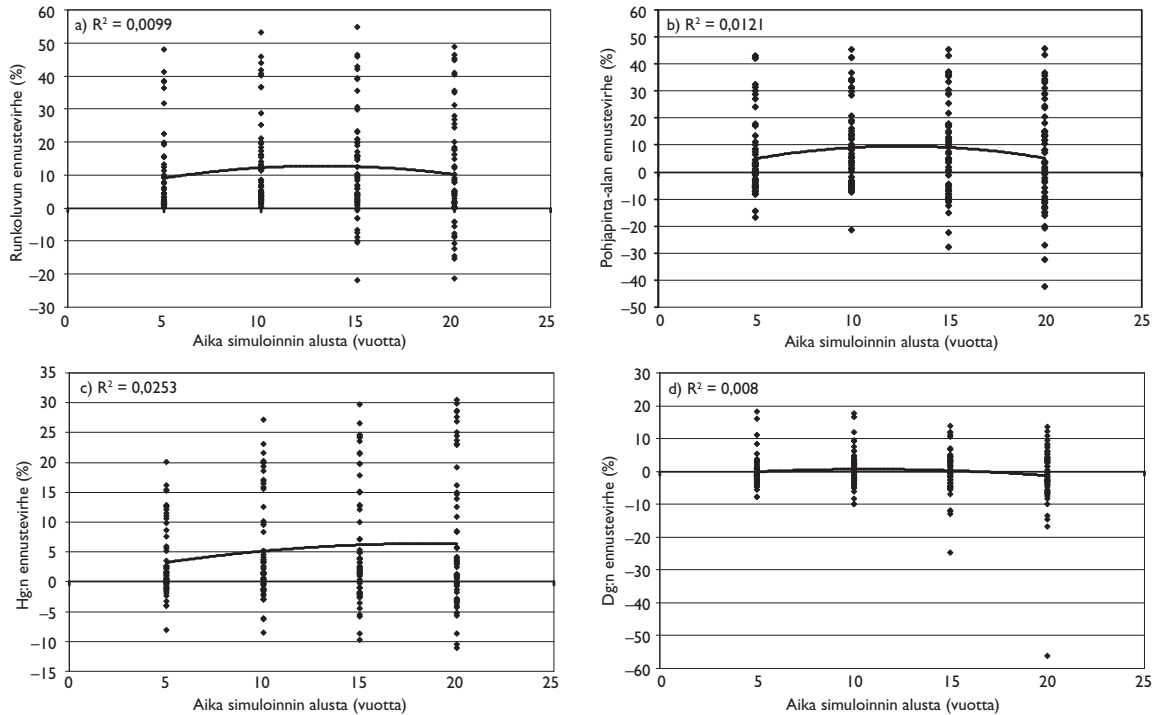 a) R² = 0,0099
Runkoluvun ennustevirhe (%)
60
50
40
30
20
10
0
–10
–20
–30
0 5 10 15 20 25
Aika simuloinnin alusta (vuotta)
b) R² = 0,0121
Pohjapinta-alan ennustevirhe (%)
60
50
40
30
20
10
0
–10
–20
–30
–40
–50
0 5 10 15 20 25
Aika simuloinnin alusta (vuotta)
c) R² = 0,0253
Hg:n ennustevirhe (%)
35
30
25
20
15
10
5
0
–5
–10
–15
0 5 10 15 20 25
Aika simuloinnin alusta (vuotta)
d) R² = 0,008
Dg:n ennustevirhe (%)
30
20
10
0
–10
–20
–30
–40
–50
–60
0 5 10 15 20 25
Aika simuloinnin alusta (vuotta)